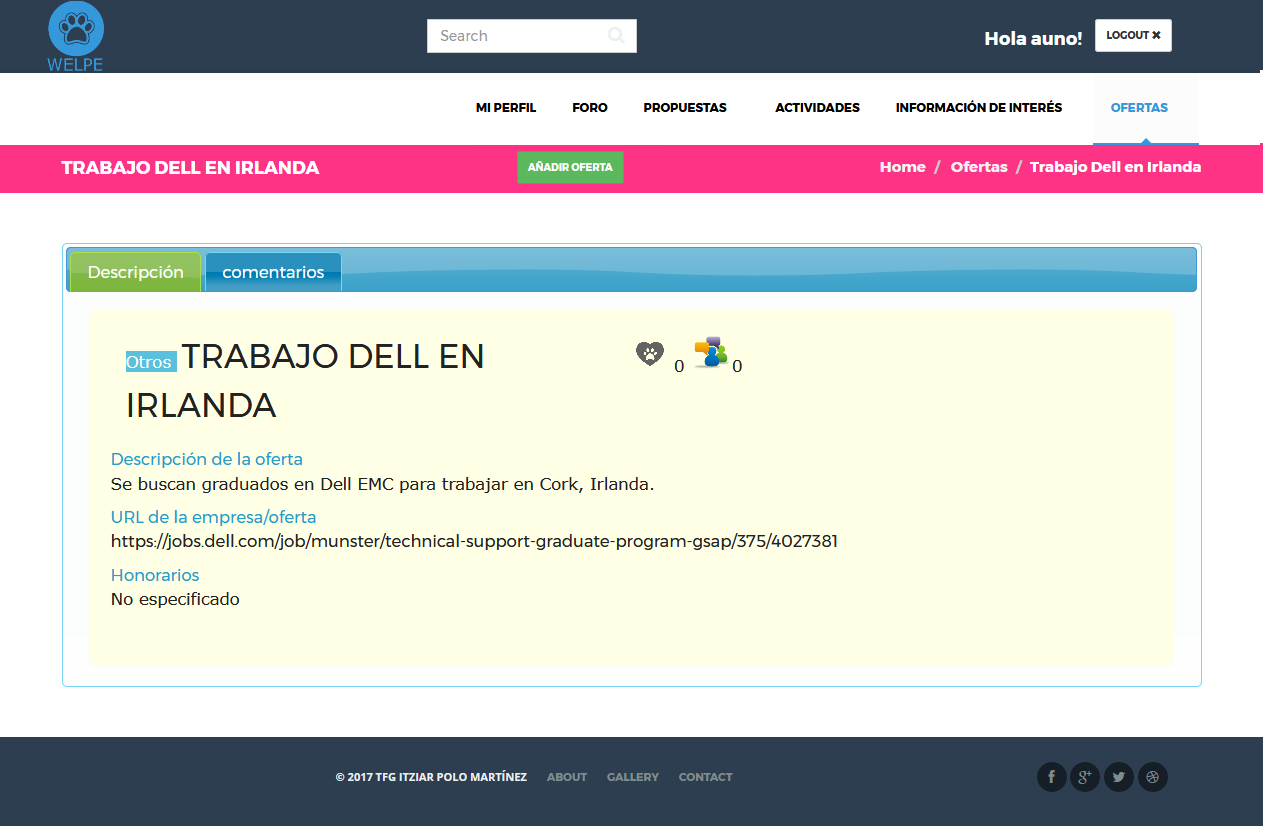 WELPE
Search
Hola auno!
LOGOUT ✖
MI PERFIL
FORO
PROPUESTAS
ACTIVIDADES
INFORMACIÓN DE INTERÉS
OFERTAS
TRABAJO DELL EN IRLANDA
AÑADIR OFERTA
Home / Ofertas / Trabajo Dell en Irlanda
Descripción
comentarios
Otros TRABAJO DELL EN
IRLANDA
0
0
Descripción de la oferta
Se buscan graduados en Dell EMC para trabajar en Cork, Irlanda.
URL de la empresa/oferta
https://jobs.dell.com/job/munster/technical-support-graduate-program-gsap/375/4027381
Honorarios
No especificado
© 2017 TFG ITZIAR POLO MARTÍNEZ
ABOUT
GALLERY
CONTACT